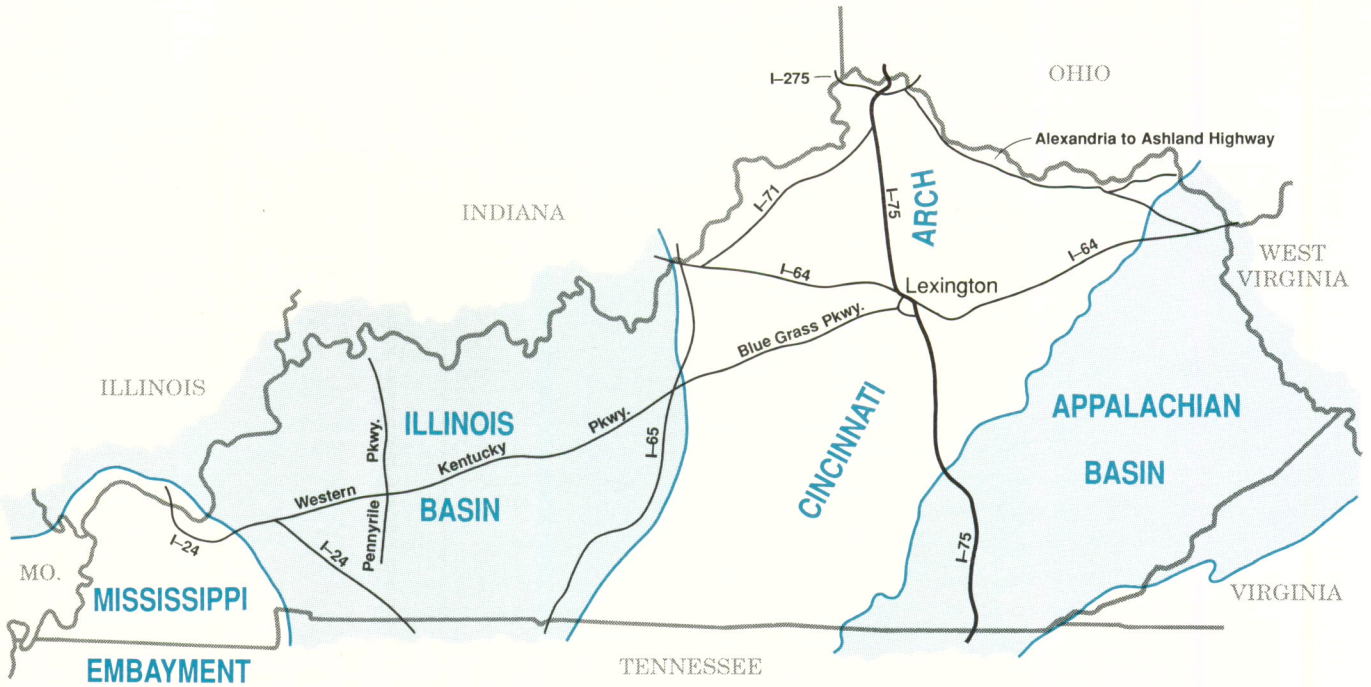 I–275
OHIO
Alexandria to Ashland Highway
INDIANA
I–71
I–75
ARCH
I–64
I–64
WEST
VIRGINIA
Lexington
Blue Grass Pkwy.
ILLINOIS
Pkwy.
ILLINOIS
Pkwy.
I–65
CINCINNATI
APPALACHIAN
Kentucky
BASIN
Western
BASIN
Pennyrile
I–24
I–24
I–75
MO.
MISSISSIPPI
VIRGINIA
TENNESSEE
EMBAYMENT